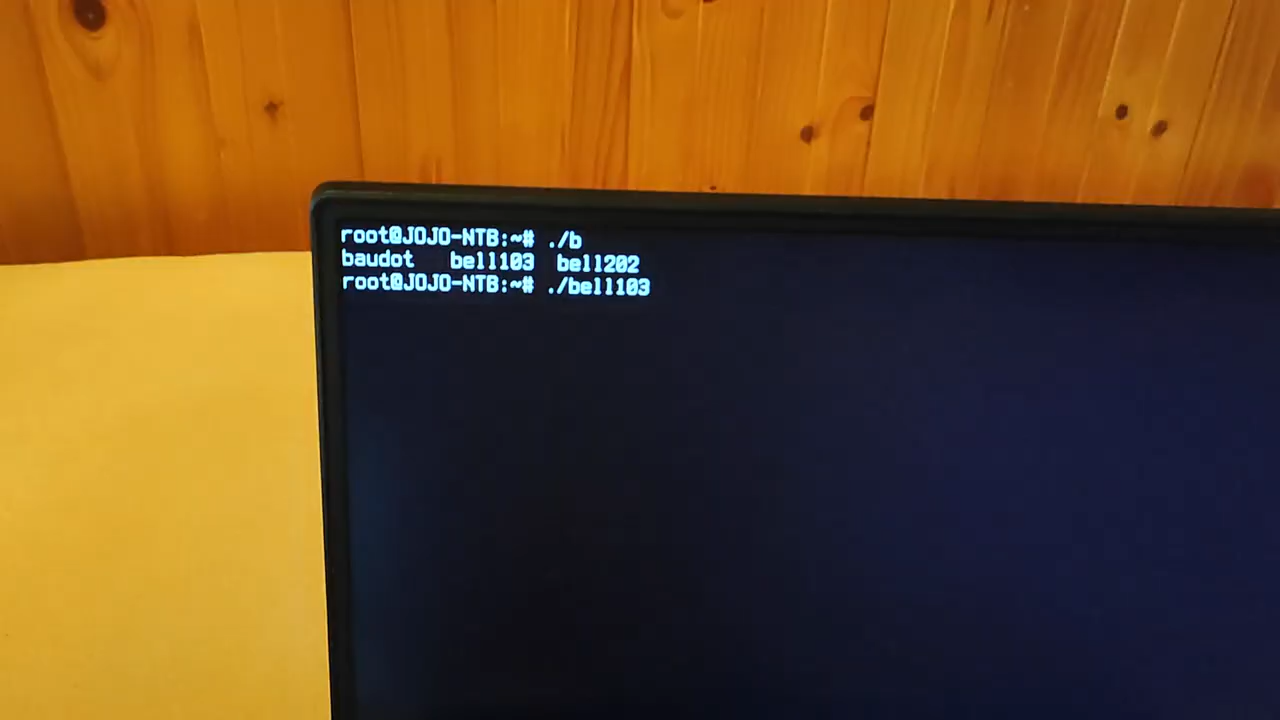 root@JOJO-NTB:~# ./b
baudot   bell103  bell202
root@JOJO-NTB:~# ./bell103